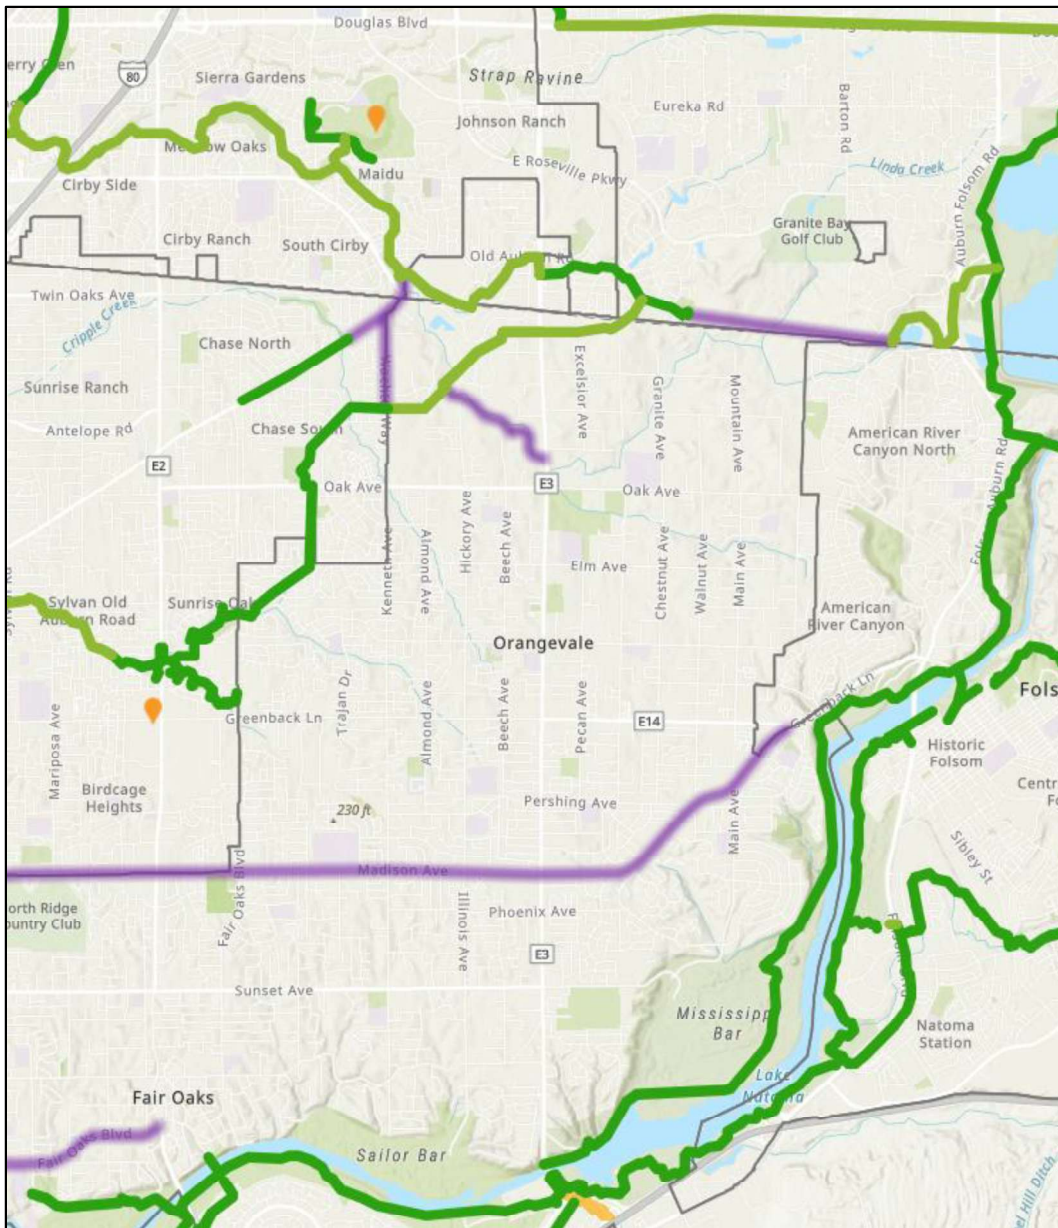 Douglas Blvd
80
Sierra Gardens
Strap Ravine
Eureka Rd
Barton Rd
Johnson Ranch
Maidu
E Roseville Pkwy
Linda Creek
Auburn Folsom Rd
Cirby Side
Cirby Ranch
South Cirby
Granite Bay
Golf Club
Twin Oaks Ave
Cripple Creek
Chase North
Sunrise Ranch
Antelope Rd
Excelsior Ave
Granite Ave
Mountain Ave
American River
Canyon North
E2
Oak Ave
E3
Oak Ave
Kenneth Ave
Almond Ave
Hickory Ave
Beech Ave
Elm Ave
Chestnut Ave
Walnut Ave
Main Ave
Sylvan Old
Auburn Road
American
River Canyon
Orangevale
Greenback Ln
Greenback Ln
Trajan Dr
Almond Ave
Beech Ave
Pecan Ave
E14
Mariposa Ave
Historic
Folsom
Birdcage
Heights
230 ft
Pershing Ave
Main Ave
Sibley St
Madison Ave
Fair Oaks Blvd
Illinois Ave
Phoenix Ave
E3
Sunset Ave
Bar
Natoma
Station
Lake
Fair Oaks
Fair Oaks Blvd
Sailor Bar
Hill Ditch